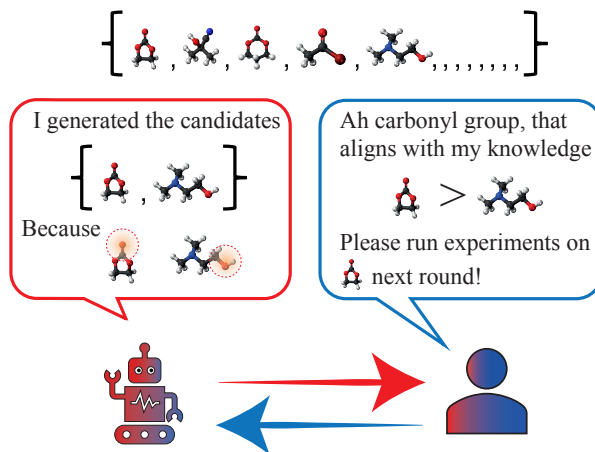 { , , , , , , , , , , , , }
I generated the candidates
{ , }
Because
Ah carbonyl group, that
aligns with my knowledge
>
Please run experiments on
next round!